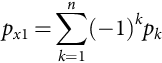 p_{x1} = \sum_{k=1}^{n} (-1)^k p_k